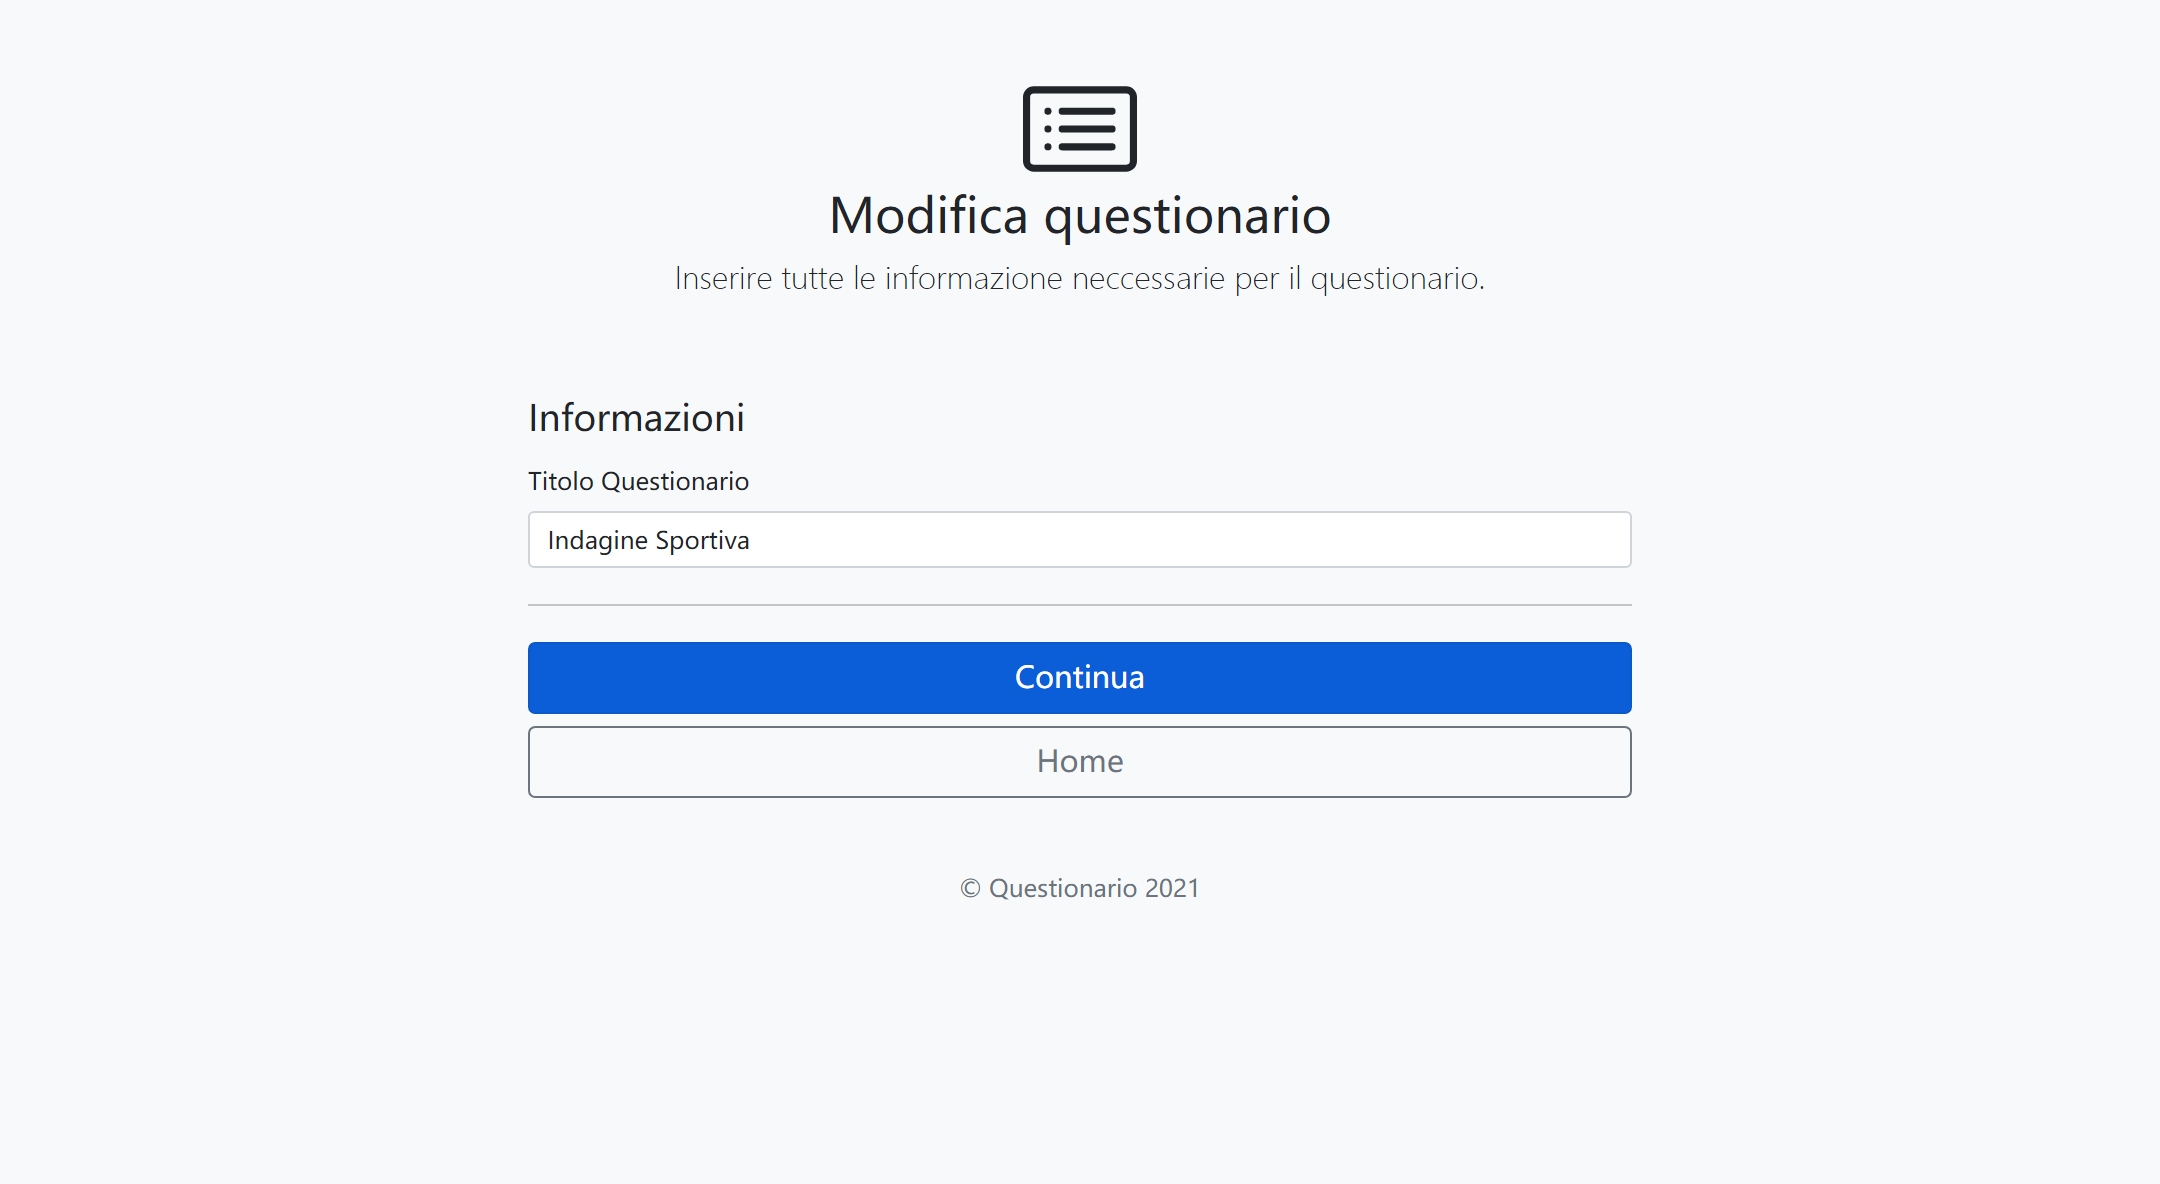 Modifica questionario
Inserire tutte le informazione neccessarie per il questionario.
Informazioni
Titolo Questionario
Indagine Sportiva
Continua
Home
© Questionario 2021